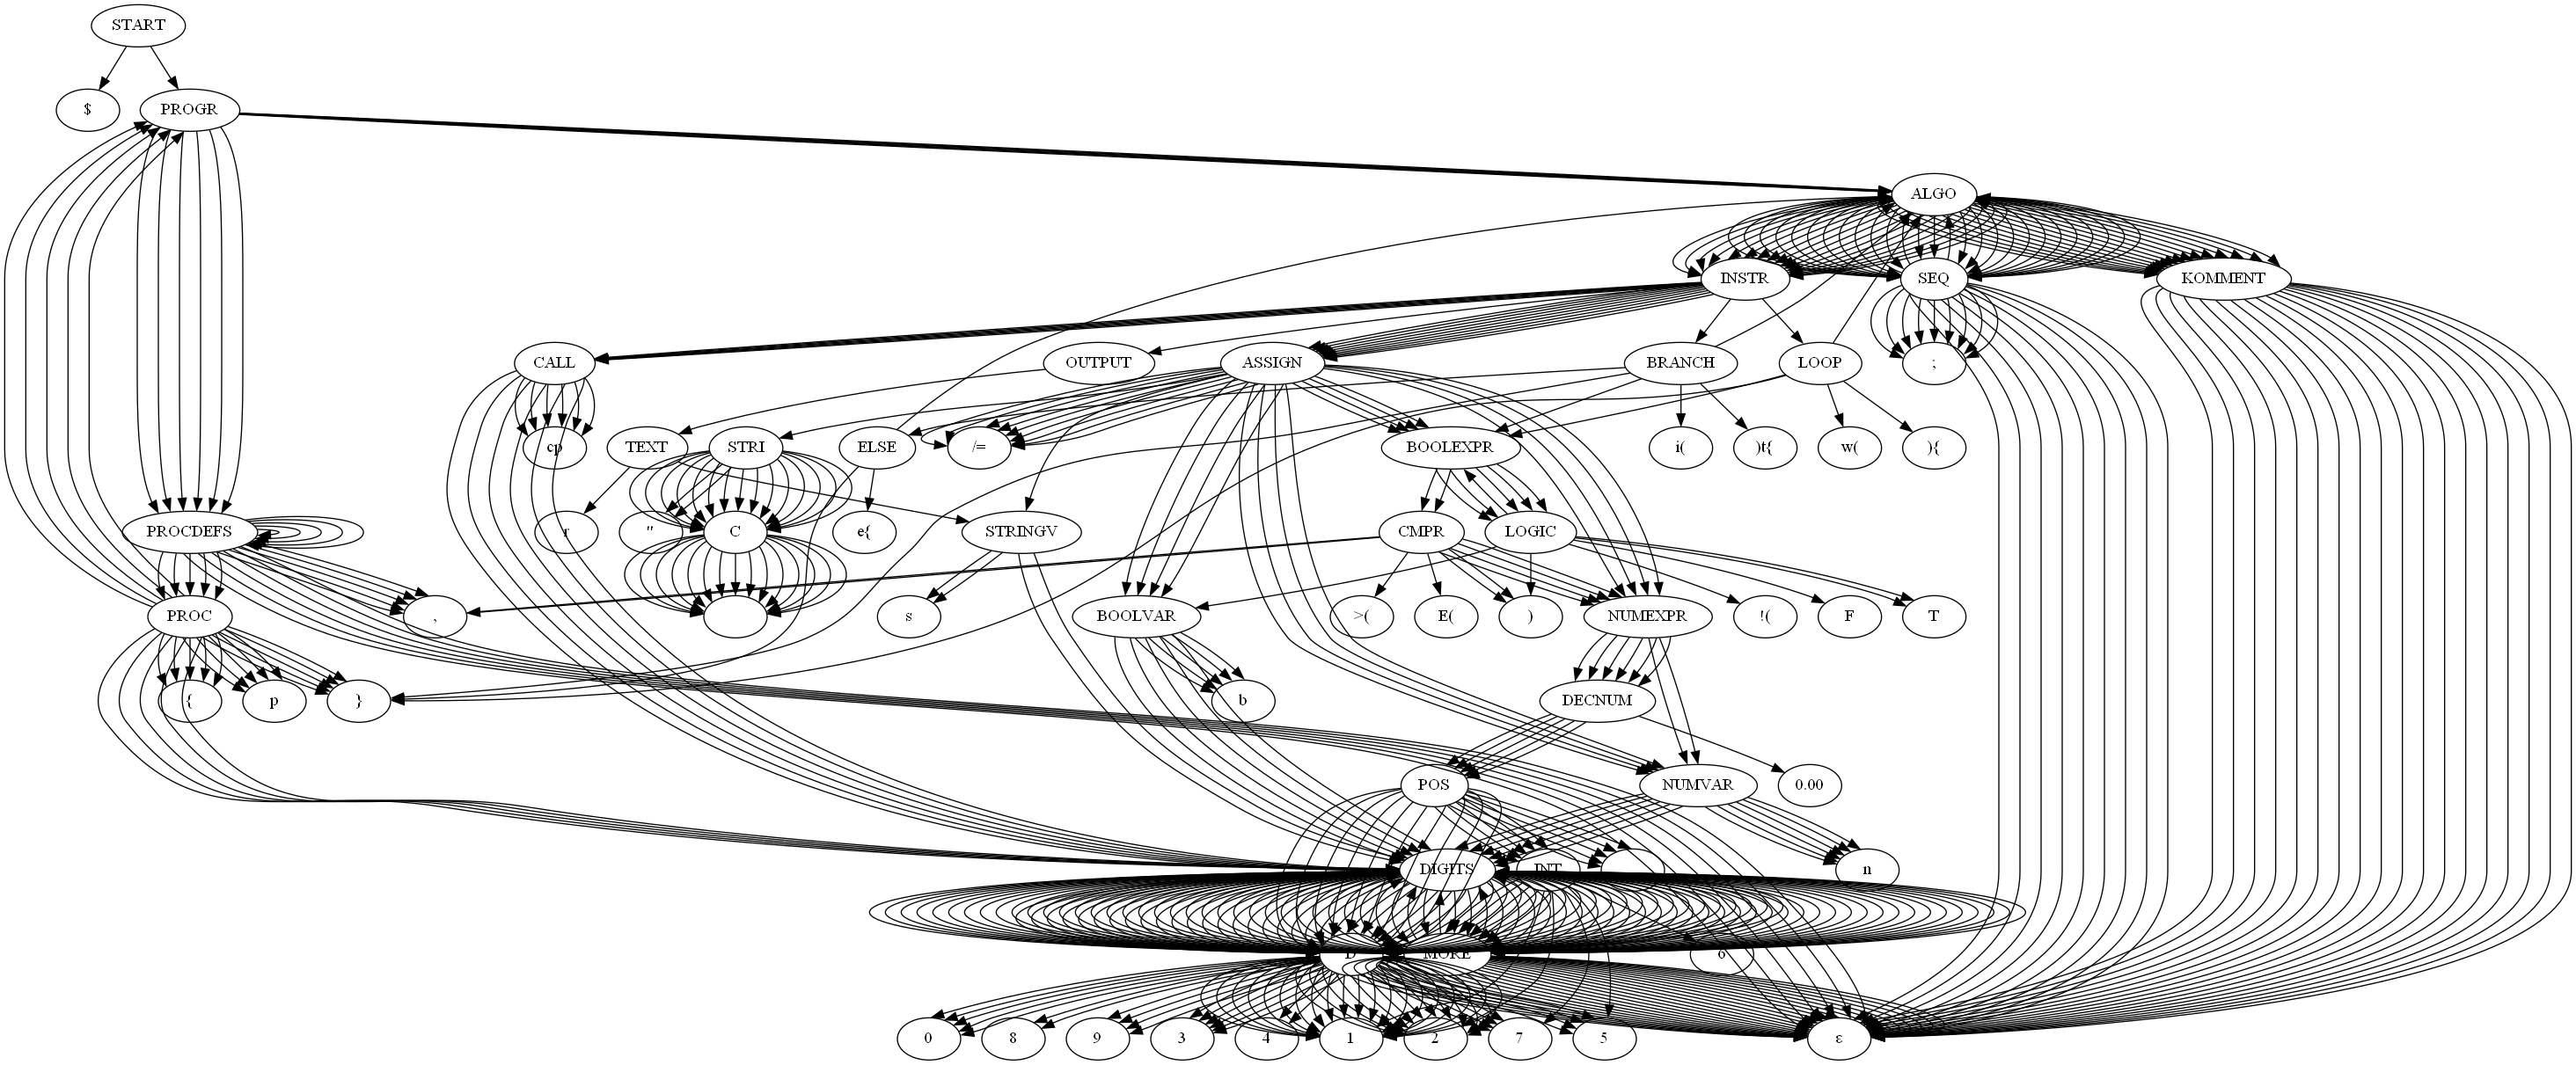 START
$
PROGR
ALGO
INSTR
SEQ
KOMMENT
CALL
OUTPUT
ASSIGN
BRANCH
LOOP
;
cp
TEXT
STRI
ELSE
/=
BOOLEXPR
i(
)t{
w(
){
PROCDEFS
r
"
C
e{
STRINGV
CMPR
LOGIC
PROC
,
s
BOOLVAR
>(
E(
)
NUMEXPR
!(
F
T
{
p
}
b
DECNUM
POS
NUMVAR
0.00
DIGITS
INT
n
D
MORE
6
0
8
9
3
4
1
2
7
5
ε